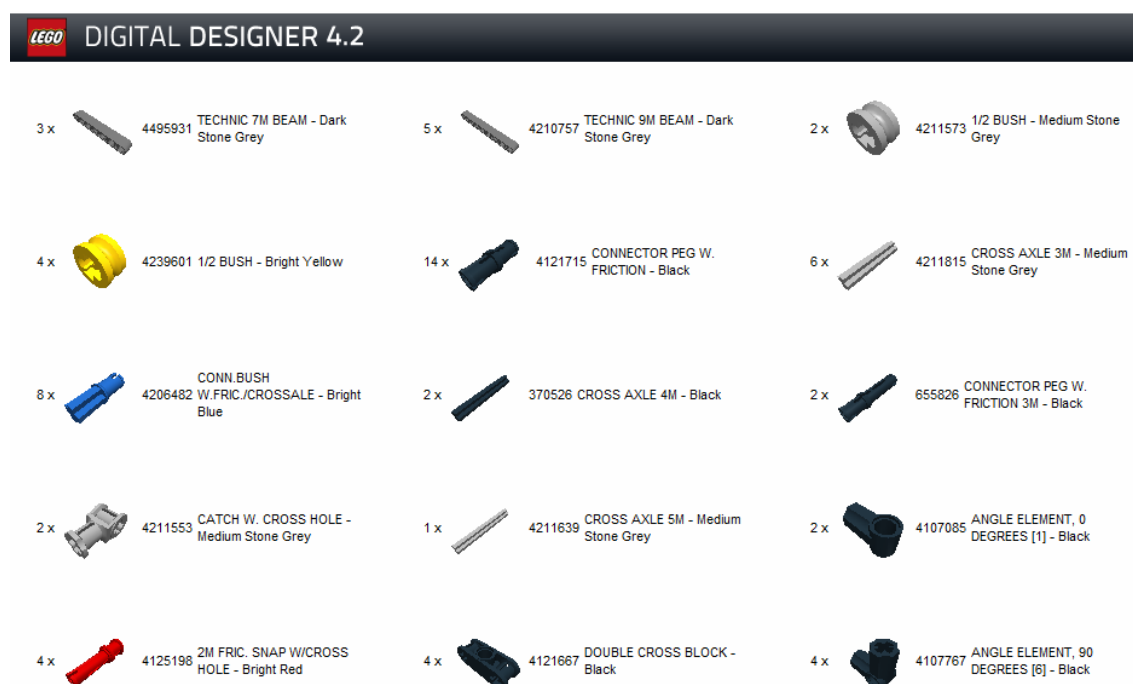 LEGO DIGITAL DESIGNER 4.2
3 x 4495931 TECHNIC 7M BEAM - Dark
Stone Grey
5 x 4210757 TECHNIC 9M BEAM - Dark
Stone Grey
2 x 4211573 1/2 BUSH - Medium Stone
Grey
4 x 4239601 1/2 BUSH - Bright Yellow
14 x 4121715 CONNECTOR PEG W.
FRICTION - Black
6 x 4211815 CROSS AXLE 3M - Medium
Stone Grey
8 x 4206482 CONN.BUSH
W.FRIC./CROSSALE - Bright
Blue
2 x 370526 CROSS AXLE 4M - Black
2 x 655826 CONNECTOR PEG W.
FRICTION 3M - Black
2 x 4211553 CATCH W. CROSS HOLE -
Medium Stone Grey
1 x 4211639 CROSS AXLE 5M - Medium
Stone Grey
2 x 4107085 ANGLE ELEMENT, 0
DEGREES [1] - Black
4 x 4125198 2M FRIC. SNAP W/CROSS
HOLE - Bright Red
4 x 4121667 DOUBLE CROSS BLOCK -
Black
4 x 4107767 ANGLE ELEMENT, 90
DEGREES [6] - Black